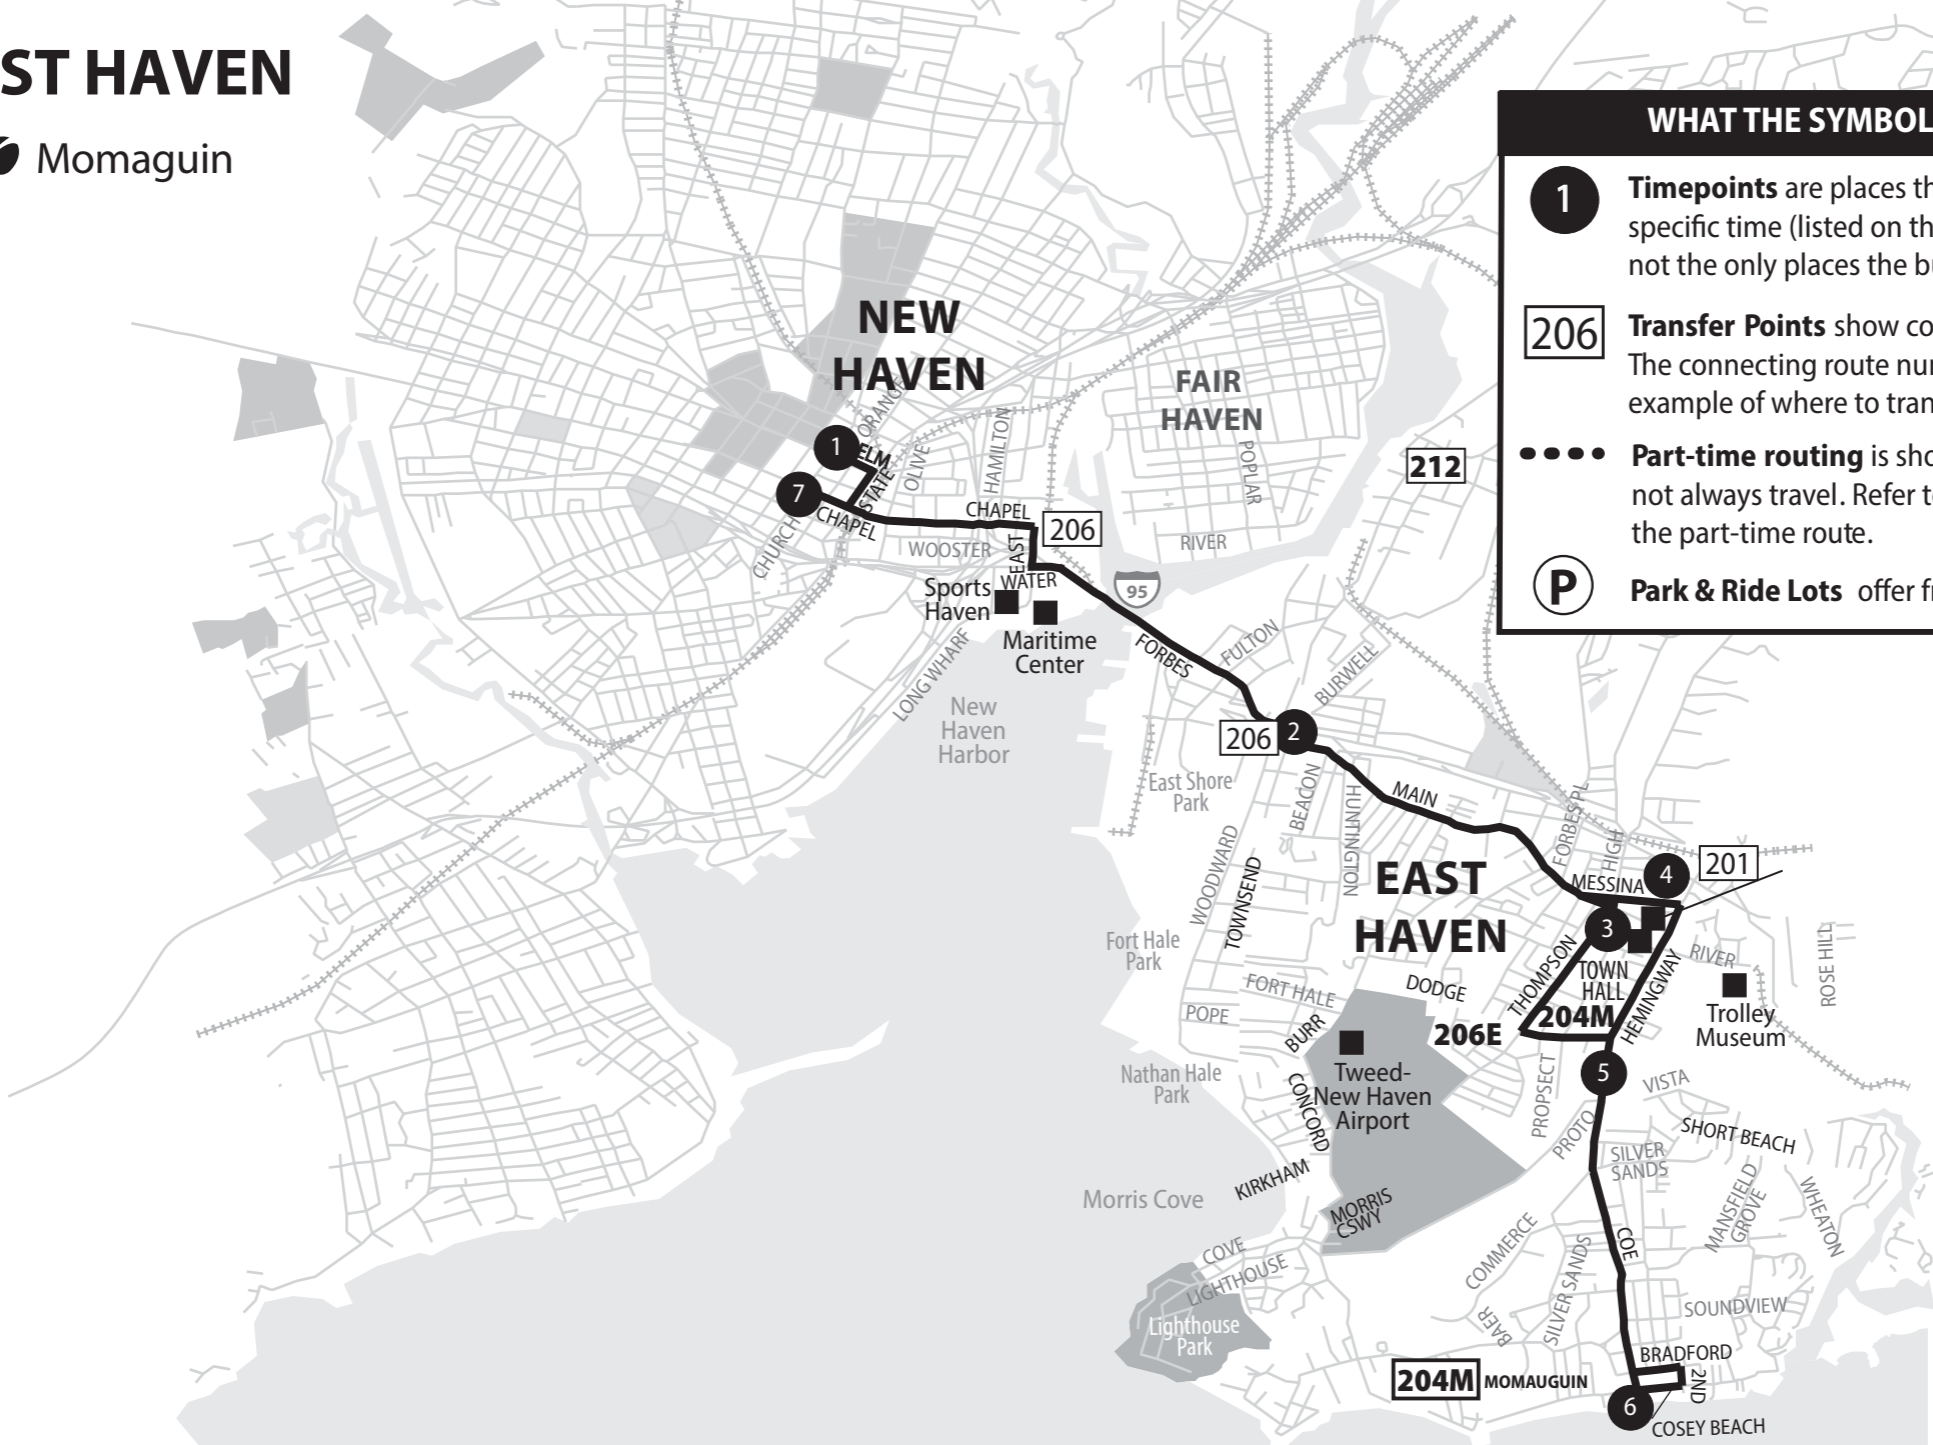 ST HAVEN
Momaguin
WHAT THE SYMBOL
1
Timepoints are places th
specific time (listed on th
not the only places the bu
206
Transfer Points show co
The connecting route nu
example of where to tran
Part-time routing is sho
not always travel. Refer t
the part-time route.
P
Park & Ride Lots offer f
NEW
HAVEN
FAIR
HAVEN
ORANGE
1
ELM
STATE
OLIVE
HAMILTON
POPLAR
212
7
CHAPEL
CHURCH
CHAPEL
206
WOOSTER
EAST
RIVER
WATER
Sports
Haven
95
Maritime
Center
LONG WHARF
FORBES
FULTON
BURWELL
New
Haven
Harbor
206
2
East Shore
Park
BEACON
HUNTINGTON
MAIN
FORBES PL
HIGH
WOODWARD
TOWNSEND
EAST
HAVEN
MESSINA
4
201
3
Fort Hale
Park
THOMPSON
TOWN
HALL
HEMINGWAY
RIVER
ROSE HILL
FORT HALE
DODGE
POPE
BURR
206E
204M
Trolley
Museum
Nathan Hale
Park
CONCORD
Tweed-
New Haven
Airport
5
PROPSECT
PROTO
VISTA
SHORT BEACH
SILVER
SANDS
Morris Cove
KIRKHAM
MORRIS
CSWY
MANSFIELD
GROVE
WHEATON
COVE
LIGHTHOUSE
COMMERCE
SILVER SANDS
COE
BAER
SOUNDVIEW
Lighthouse
Park
BRADFORD
204M MOMAUGUIN
2ND
6
COSEY BEACH